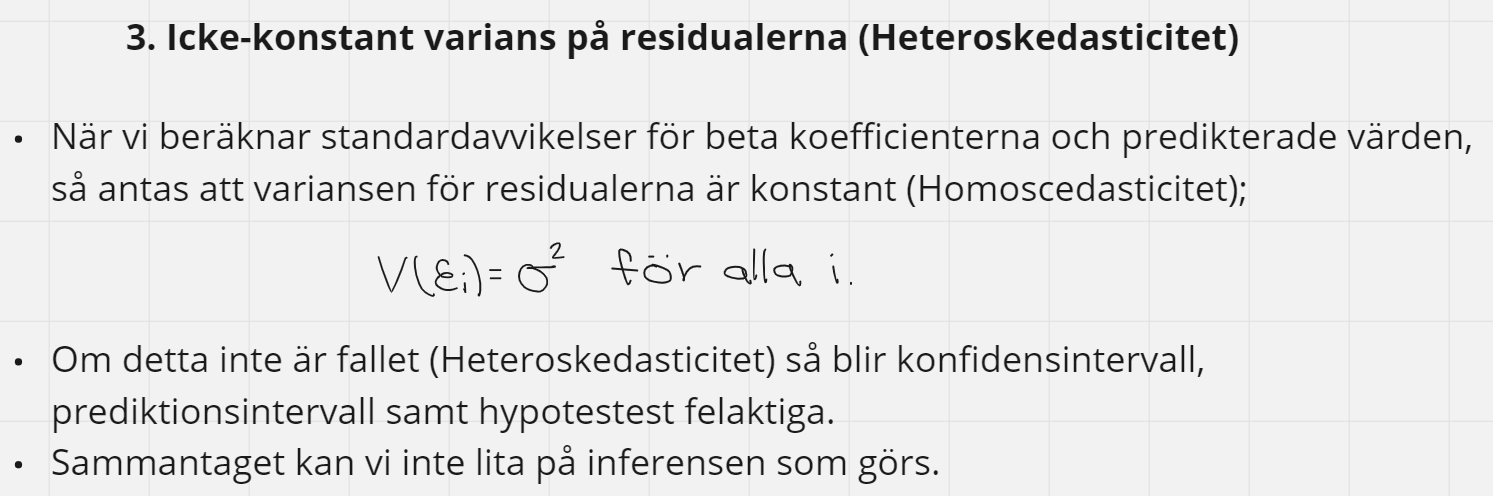 3. Icke-konstant varians på residualerna (Heteroskedasticitet)
• När vi beräknar standardavvikelser för beta koefficienterna och predikterade värden,
så antas att variansen för residualerna är konstant (Homoscedasticitet);
V(εᵢ) = σ² för alla i.
• Om detta inte är fallet (Heteroskedasticitet) så blir konfidensintervall,
prediktionsintervall samt hypotestest felaktiga.
• Sammantaget kan vi inte lita på inferensen som görs.